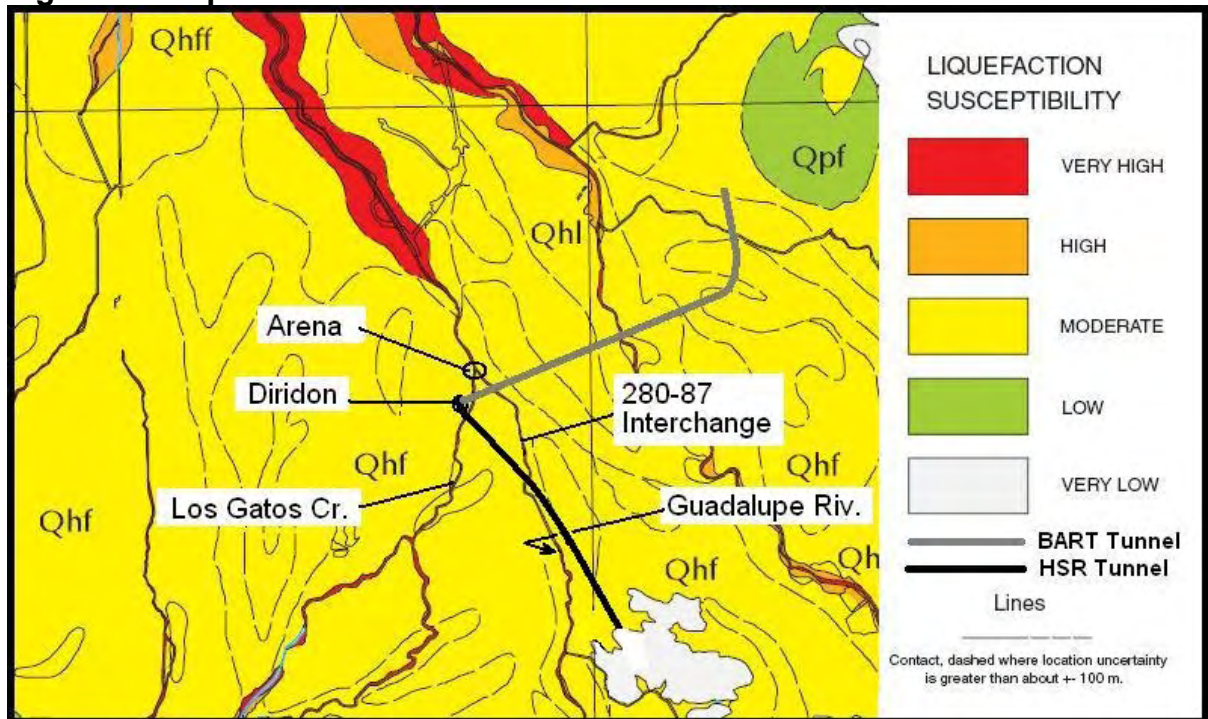 Qhff
Qpf
Qhl
Arena
Diridon
280-87
Interchange
Qhf
Qhf
Los Gatos Cr.
Guadalupe Riv.
Qhf
Qhf
Qh
LIQUEFACTION
SUSCEPTIBILITY
VERY HIGH
HIGH
MODERATE
LOW
VERY LOW
BART Tunnel
HSR Tunnel
Lines
Contact, dashed where location uncertainty
is greater than about +- 100 m.